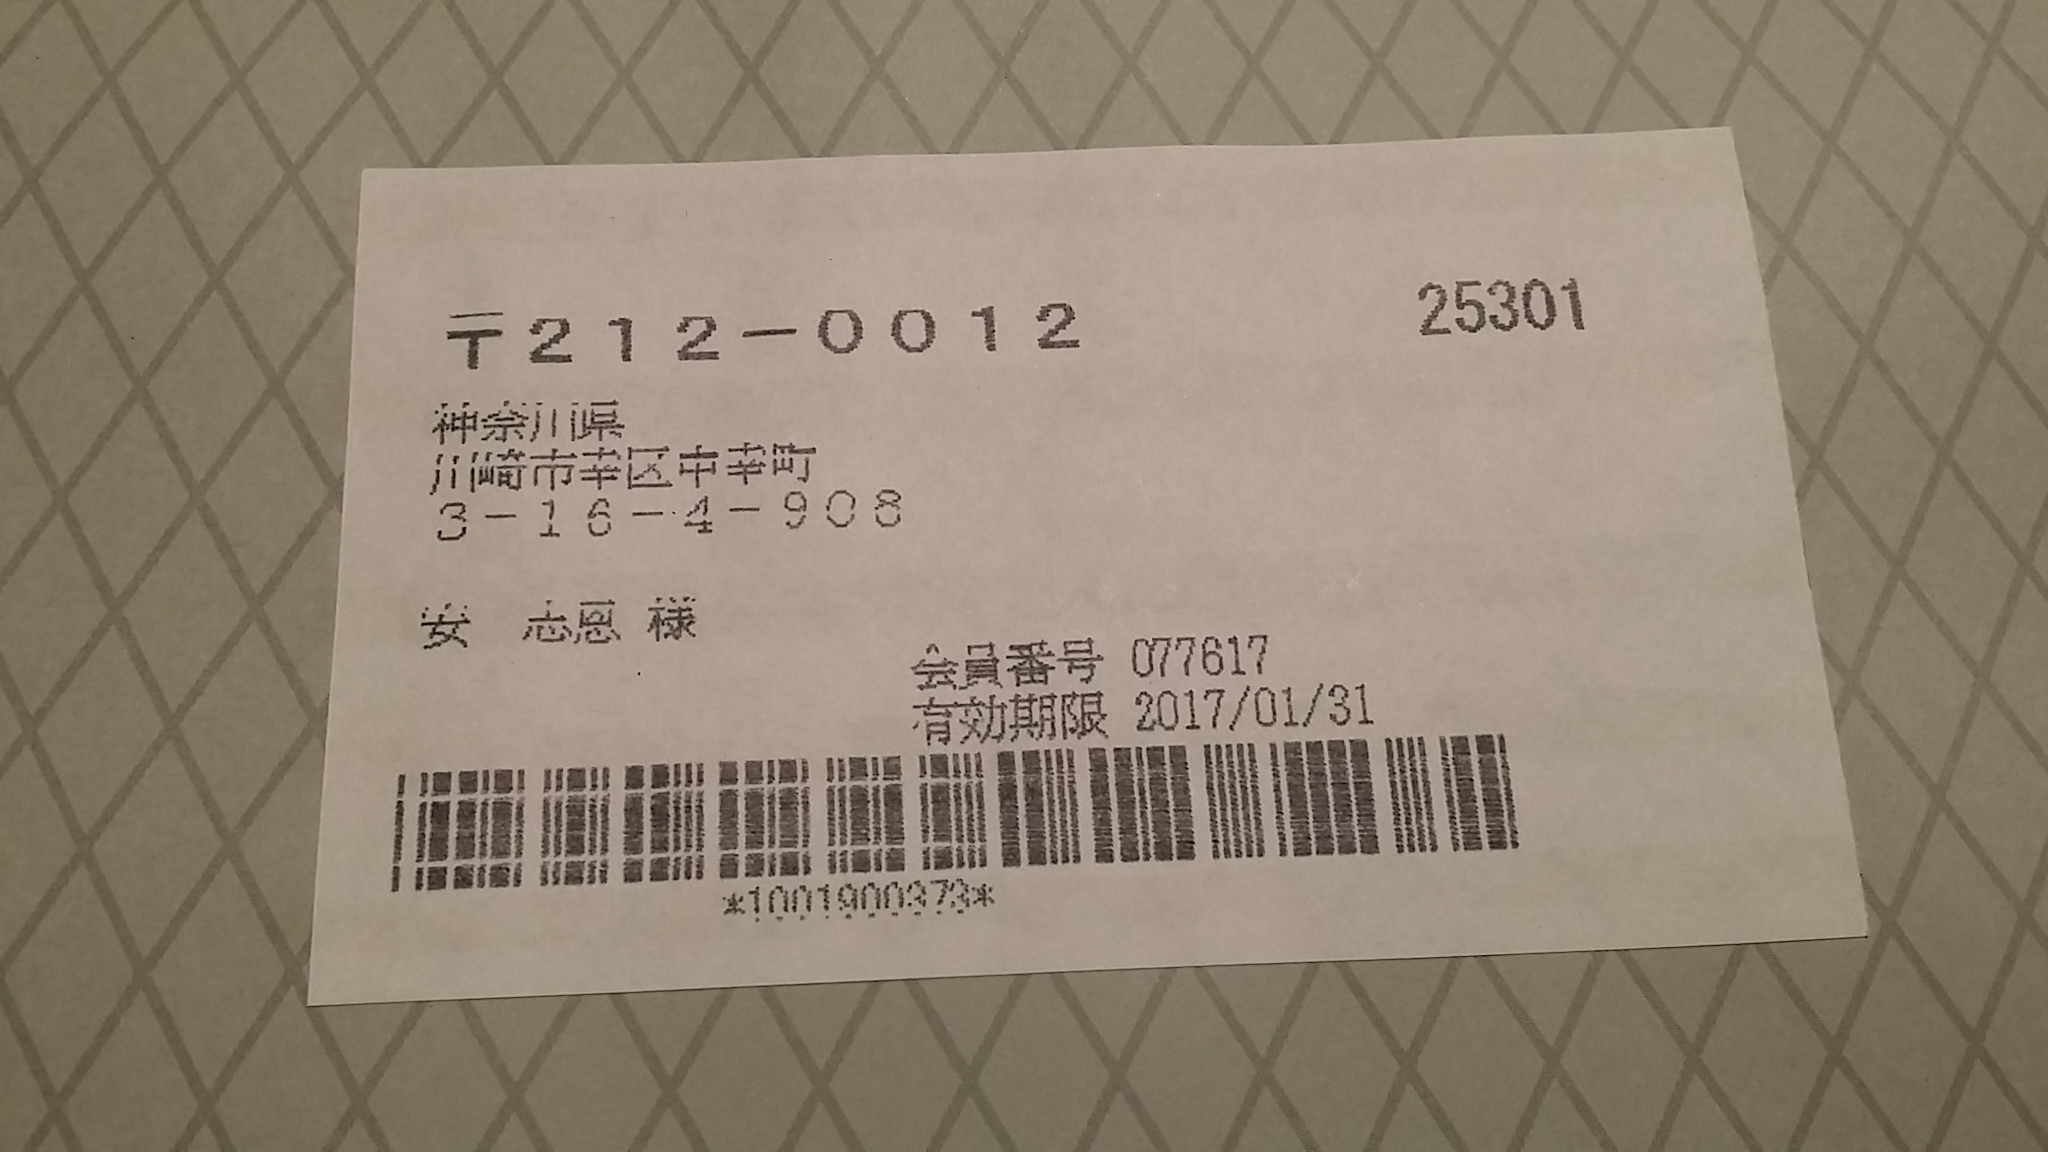 〒212-0012 25301
神奈川県
川崎市幸区中幸町
3-16-4-908
安 志恩 様
会員番号 077617
有効期限 2017/01/31
*1001900373*